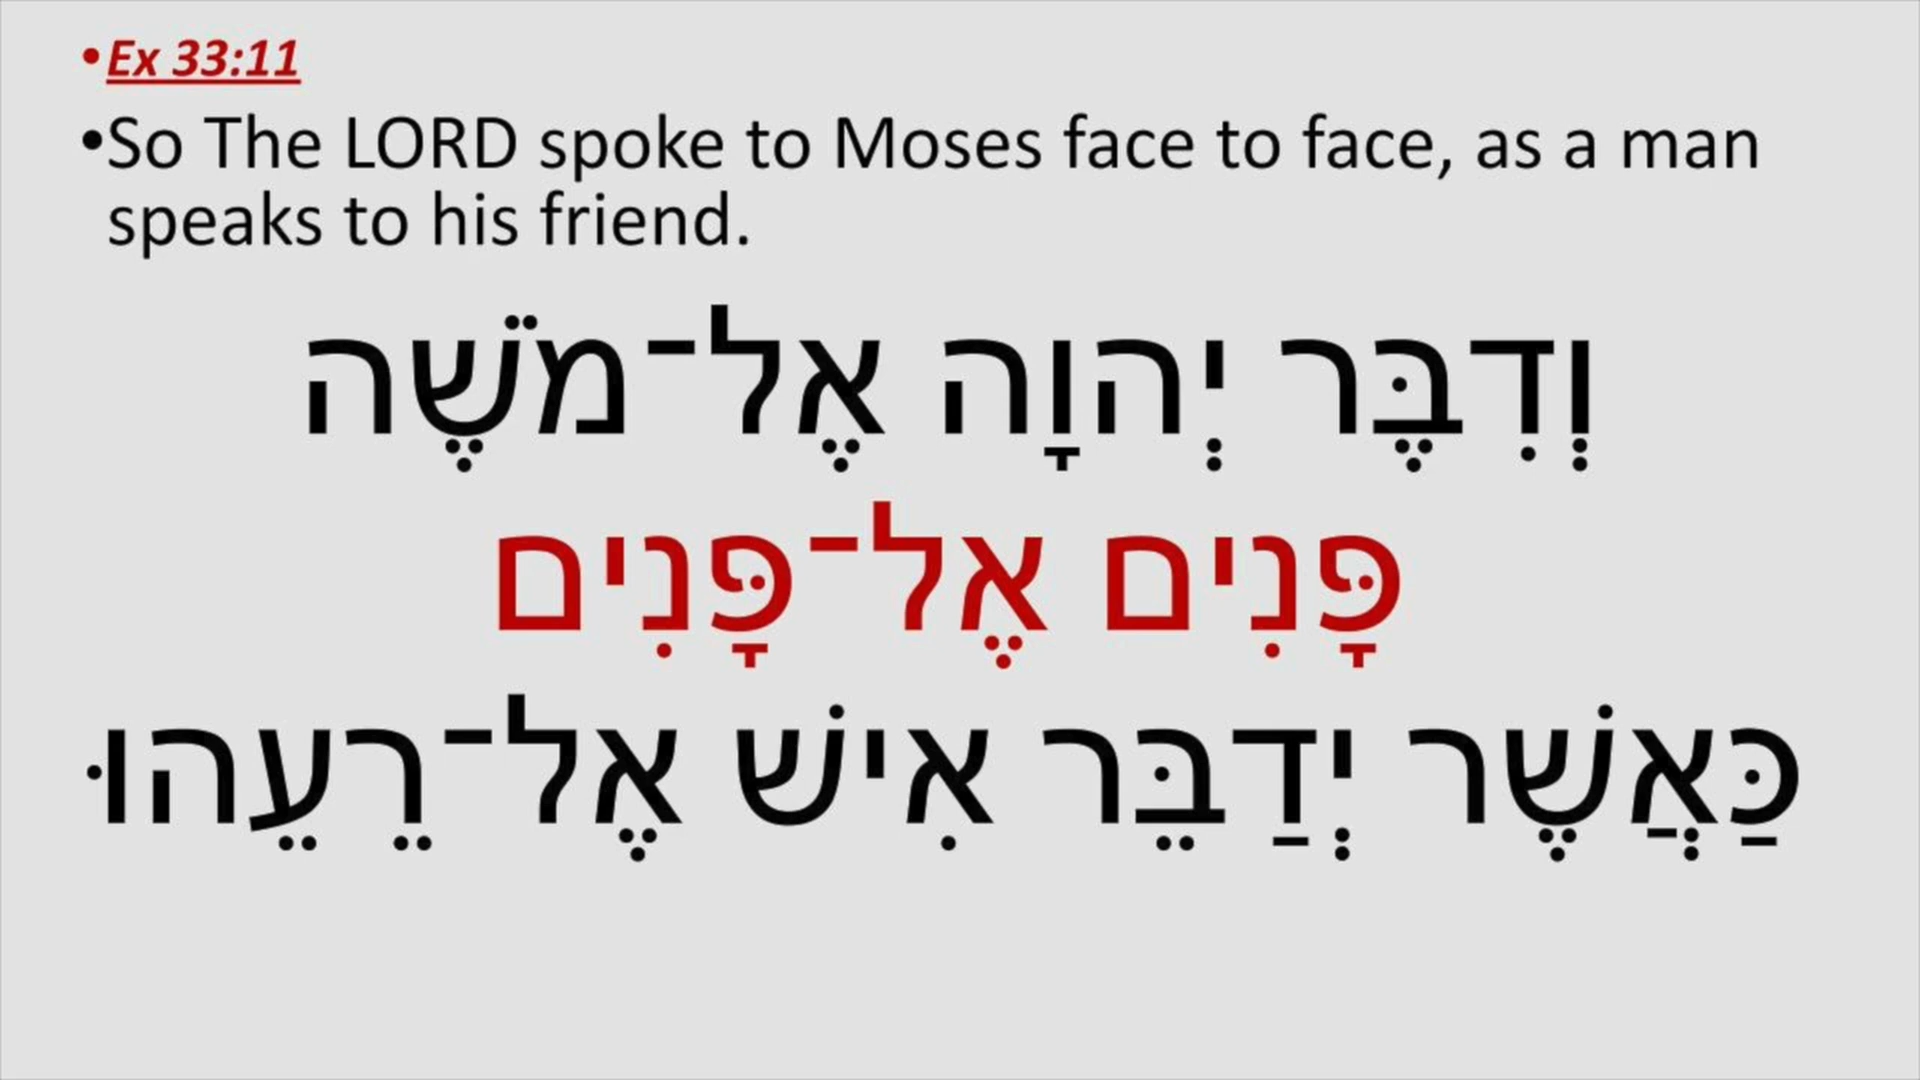 •Ex 33:11
•So The LORD spoke to Moses face to face, as a man
speaks to his friend.
וְדִבֶּר יְהוָה אֶל־מֹשֶׁה
פָּנִים אֶל־פָּנִים
כַּאֲשֶׁר יְדַבֵּר אִישׁ אֶל־רֵעֵהוּ